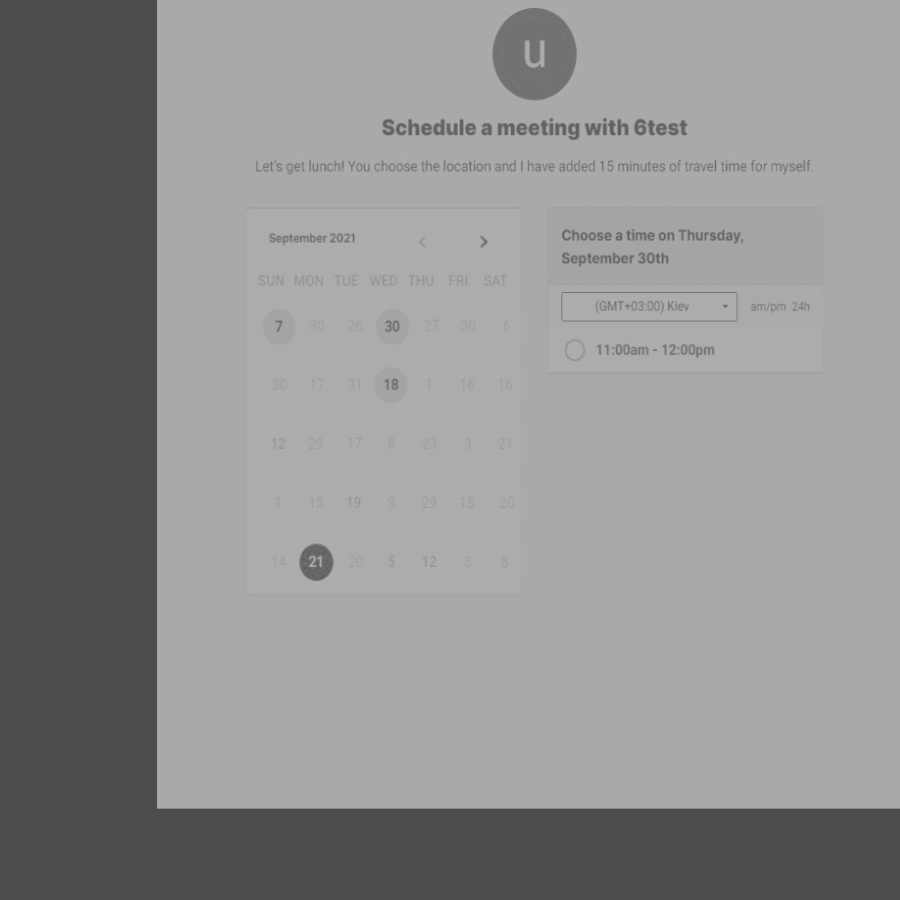 u
Schedule a meeting with 6test
Let's get lunch! You choose the location and I have added 15 minutes of travel time for myself.
September 2021
SUN MON TUE WED THU FRI SAT
7 30 26 30 27 30 6
30 17 31 18 1 16 16
12 29 17 8 23 3 21
1 15 19 9 29 15 20
14 21 20 5 12 3 8
Choose a time on Thursday,
September 30th
(GMT+03:00) Kiev am/pm 24h
11:00am - 12:00pm